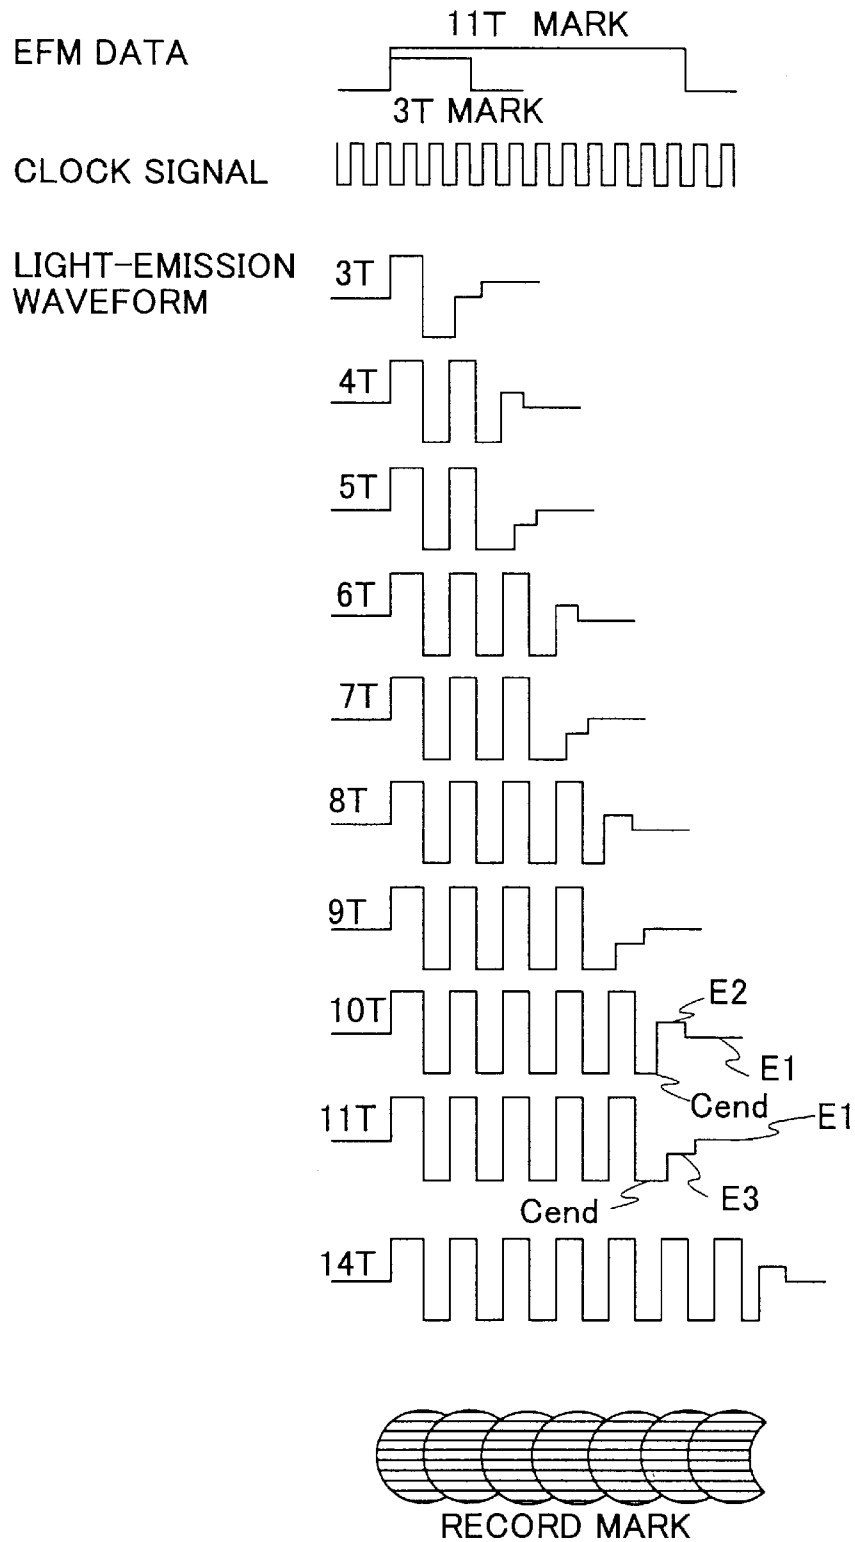 11T MARK
EFM DATA
3T MARK
CLOCK SIGNAL
LIGHT-EMISSION
WAVEFORM
3T
4T
5T
6T
7T
8T
9T
10T
E2
E1
Cend
11T
E1
E3
Cend
14T
RECORD MARK